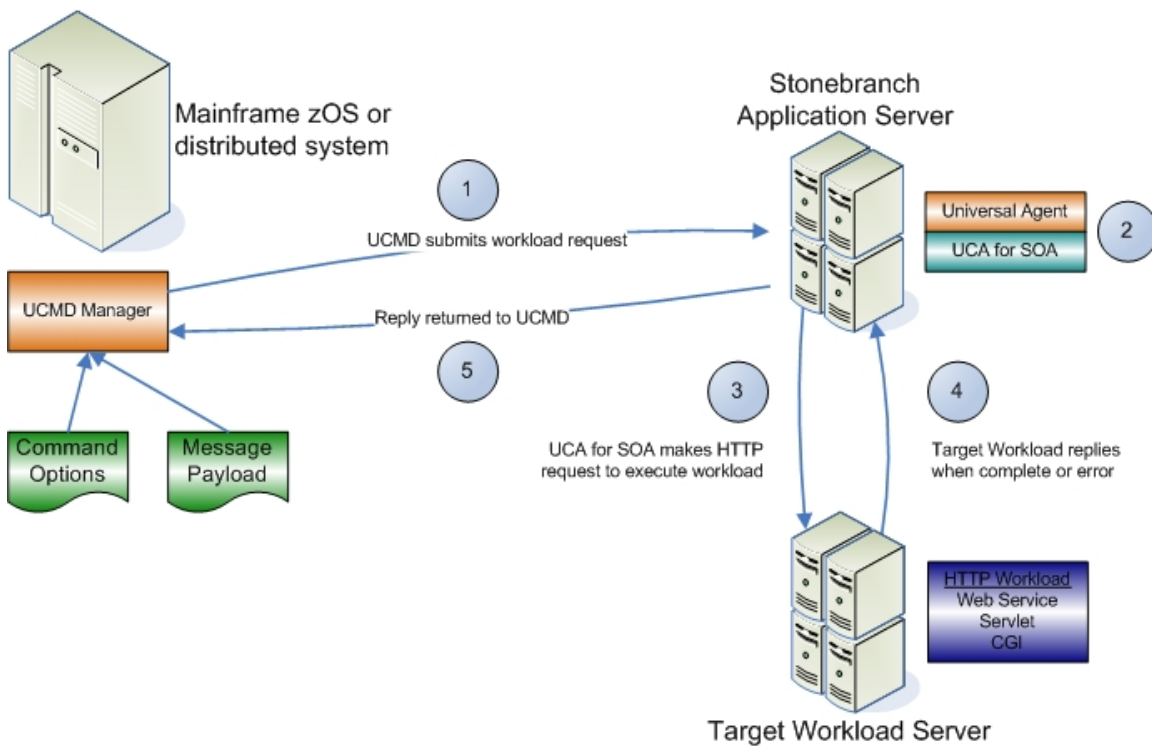 Mainframe zOS or
distributed system
Stonebranch
Application Server
1
UCMD submits workload request
Universal Agent
UCA for SOA
2
UCMD Manager
Reply returned to UCMD
5
3
4
Command
Options
Message
Payload
UCA for SOA makes HTTP
request to execute workload
Target Workload replies
when complete or error
HTTP Workload
Web Service
Servlet
CGI
Target Workload Server